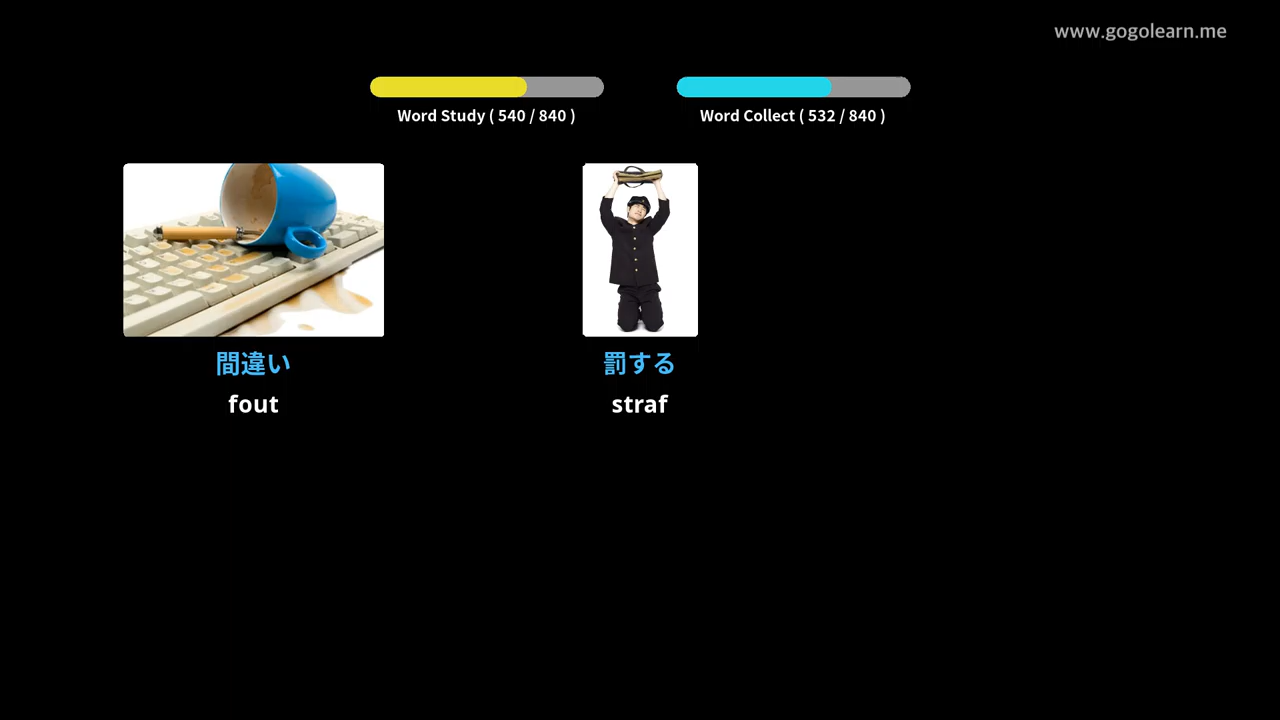 www.gogolearn.me
Word Study ( 540 / 840 )
Word Collect ( 532 / 840 )
間違い
fout
罰する
straf